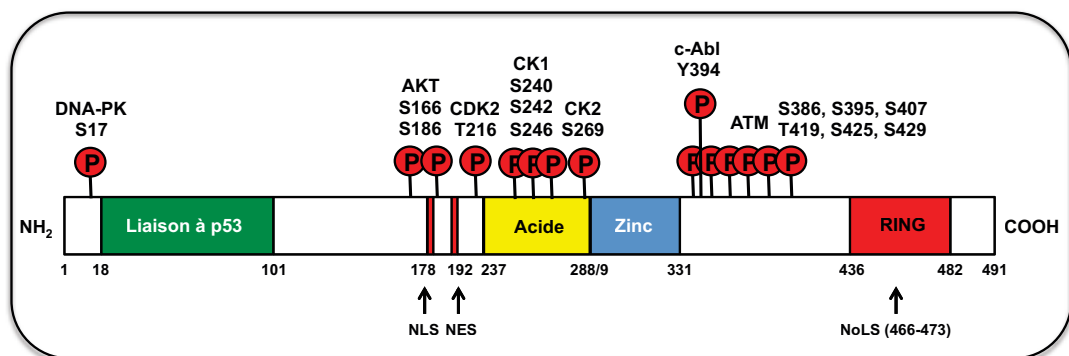 c-Abl
Y394
CK1
S240
S242
S246
AKT
S166
S186
CDK2
T216
CK2
S269
DNA-PK
S17
ATM
S386, S395, S407
T419, S425, S429
P
P P P P P P P P P P P P P P
NH2
Liaison à p53
Acide
Zinc
RING
COOH
1 18 101 178 192 237 288/9 331 436 482 491
NLS NES NoLS (466-473)